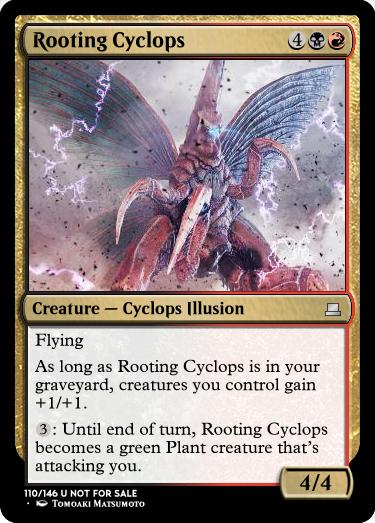 Rooting Cyclops 4
Creature — Cyclops Illusion
Flying
As long as Rooting Cyclops is in your
graveyard, creatures you control gain
+1/+1.
3: Until end of turn, Rooting Cyclops
becomes a green Plant creature that's
attacking you.
4/4
110/146 U NOT FOR SALE
· Tomoaki Matsumoto